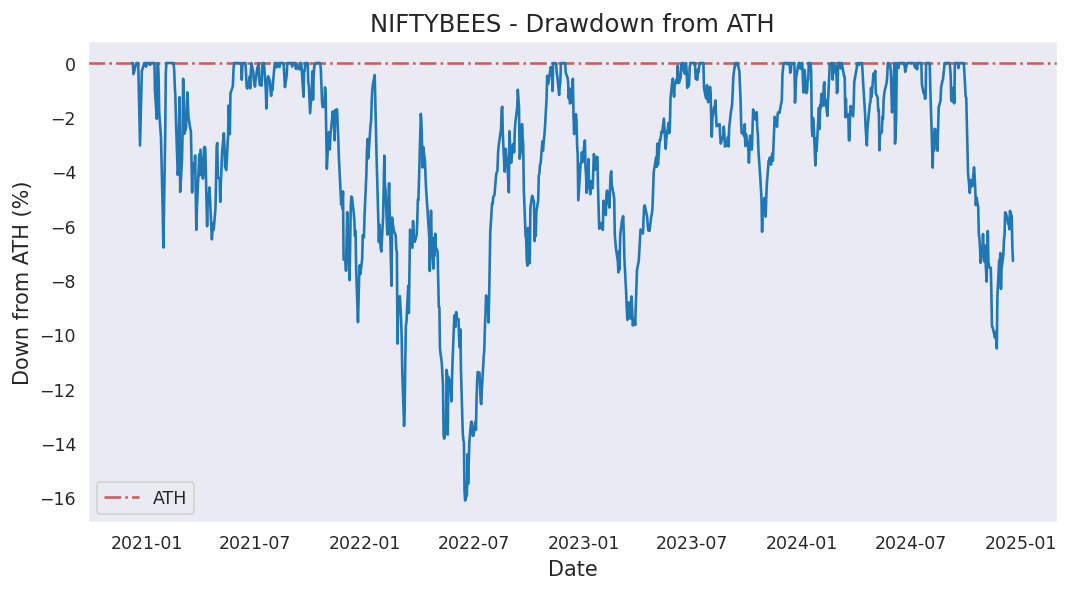 NIFTYBEES - Drawdown from ATH
Down from ATH (%)
0
−2
−4
−6
−8
−10
−12
−14
−16
ATH
2021-01 2021-07 2022-01 2022-07 2023-01 2023-07 2024-01 2024-07 2025-01
Date